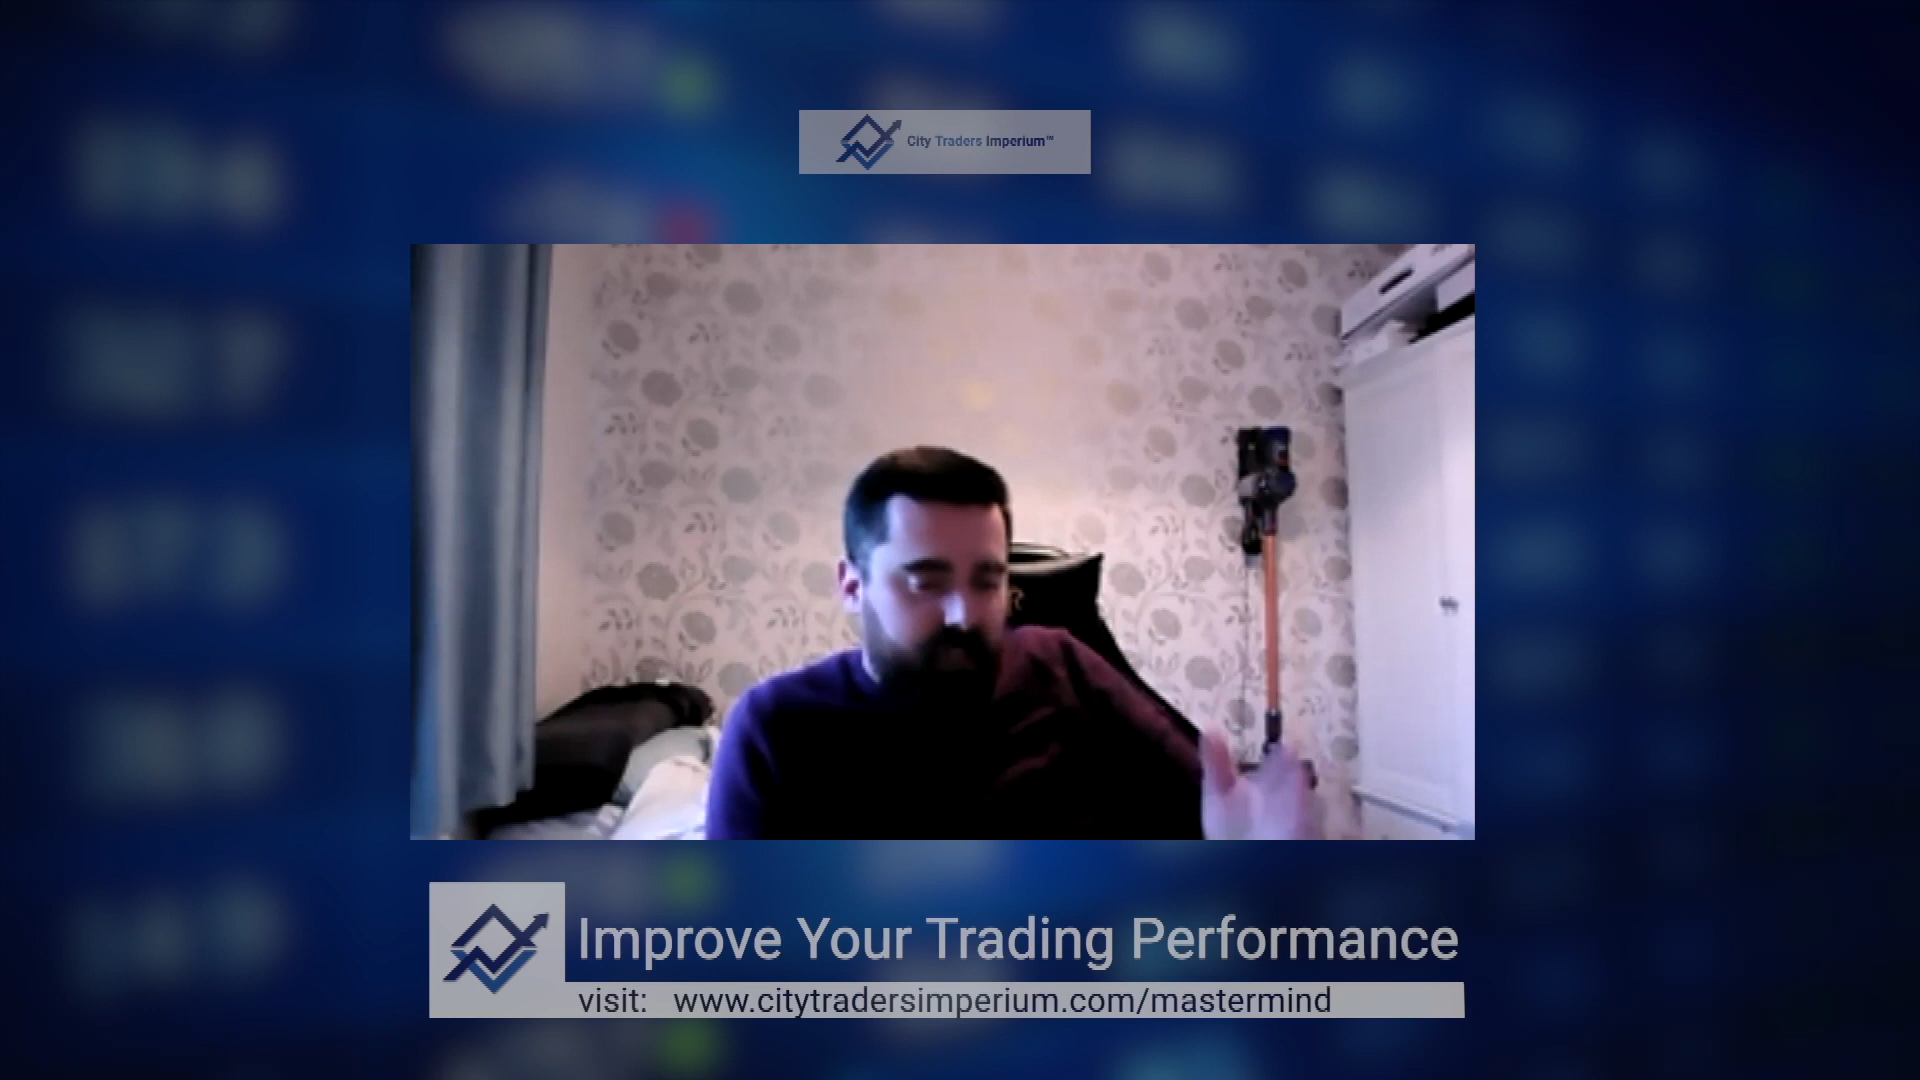 City Traders Imperium™
Improve Your Trading Performance
visit: www.citytradersimperium.com/mastermind